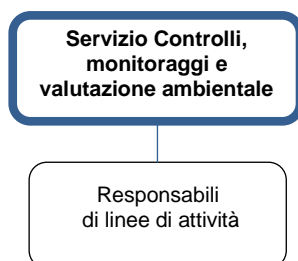 Servizio Controlli,
monitoraggi e
valutazione ambientale
Responsabili
di linee di attività